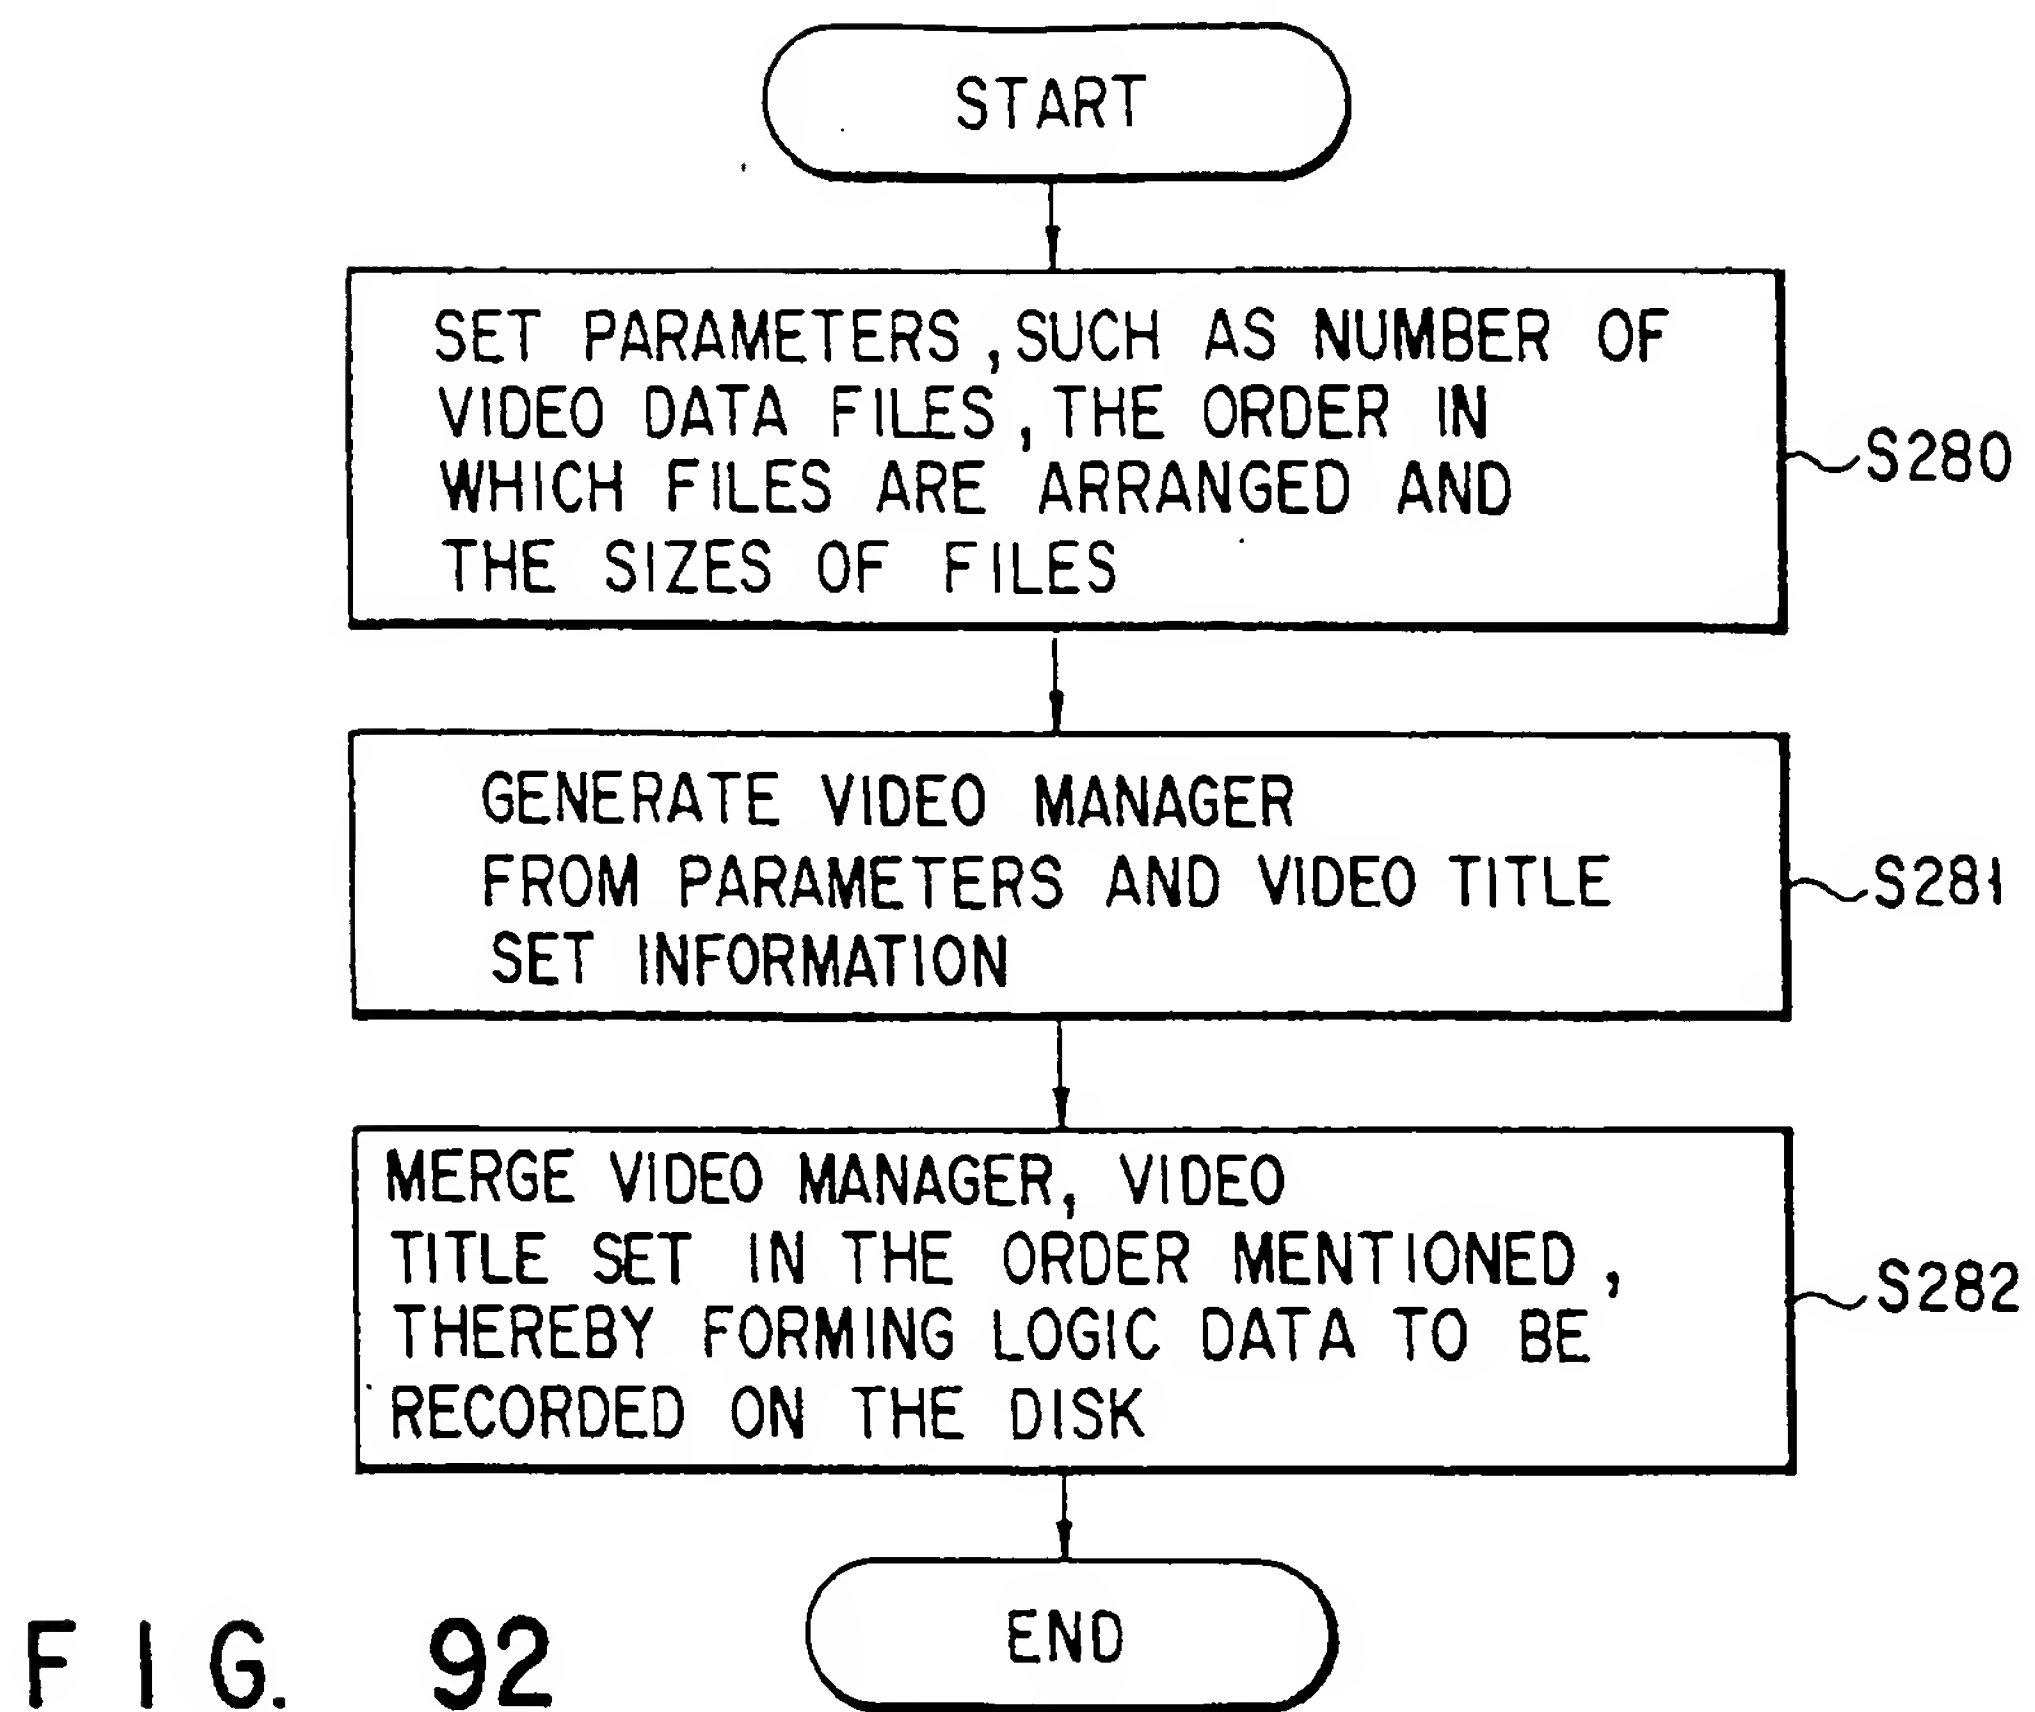 START
SET PARAMETERS, SUCH AS NUMBER OF
VIDEO DATA FILES, THE ORDER IN
WHICH FILES ARE ARRANGED AND
THE SIZES OF FILES
S280
GENERATE VIDEO MANAGER
FROM PARAMETERS AND VIDEO TITLE
SET INFORMATION
S281
MERGE VIDEO MANAGER, VIDEO
TITLE SET IN THE ORDER MENTIONED,
THEREBY FORMING LOGIC DATA TO BE
RECORDED ON THE DISK
S282
END
FIG. 92